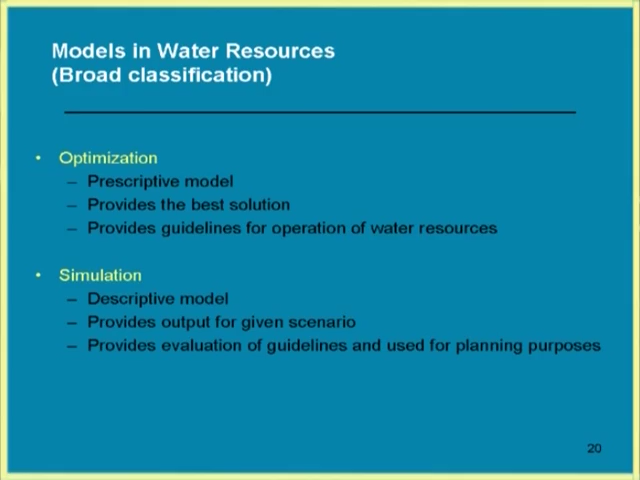 Models in Water Resources
(Broad classification)
• Optimization
– Prescriptive model
– Provides the best solution
– Provides guidelines for operation of water resources
• Simulation
– Descriptive model
– Provides output for given scenario
– Provides evaluation of guidelines and used for planning purposes
20